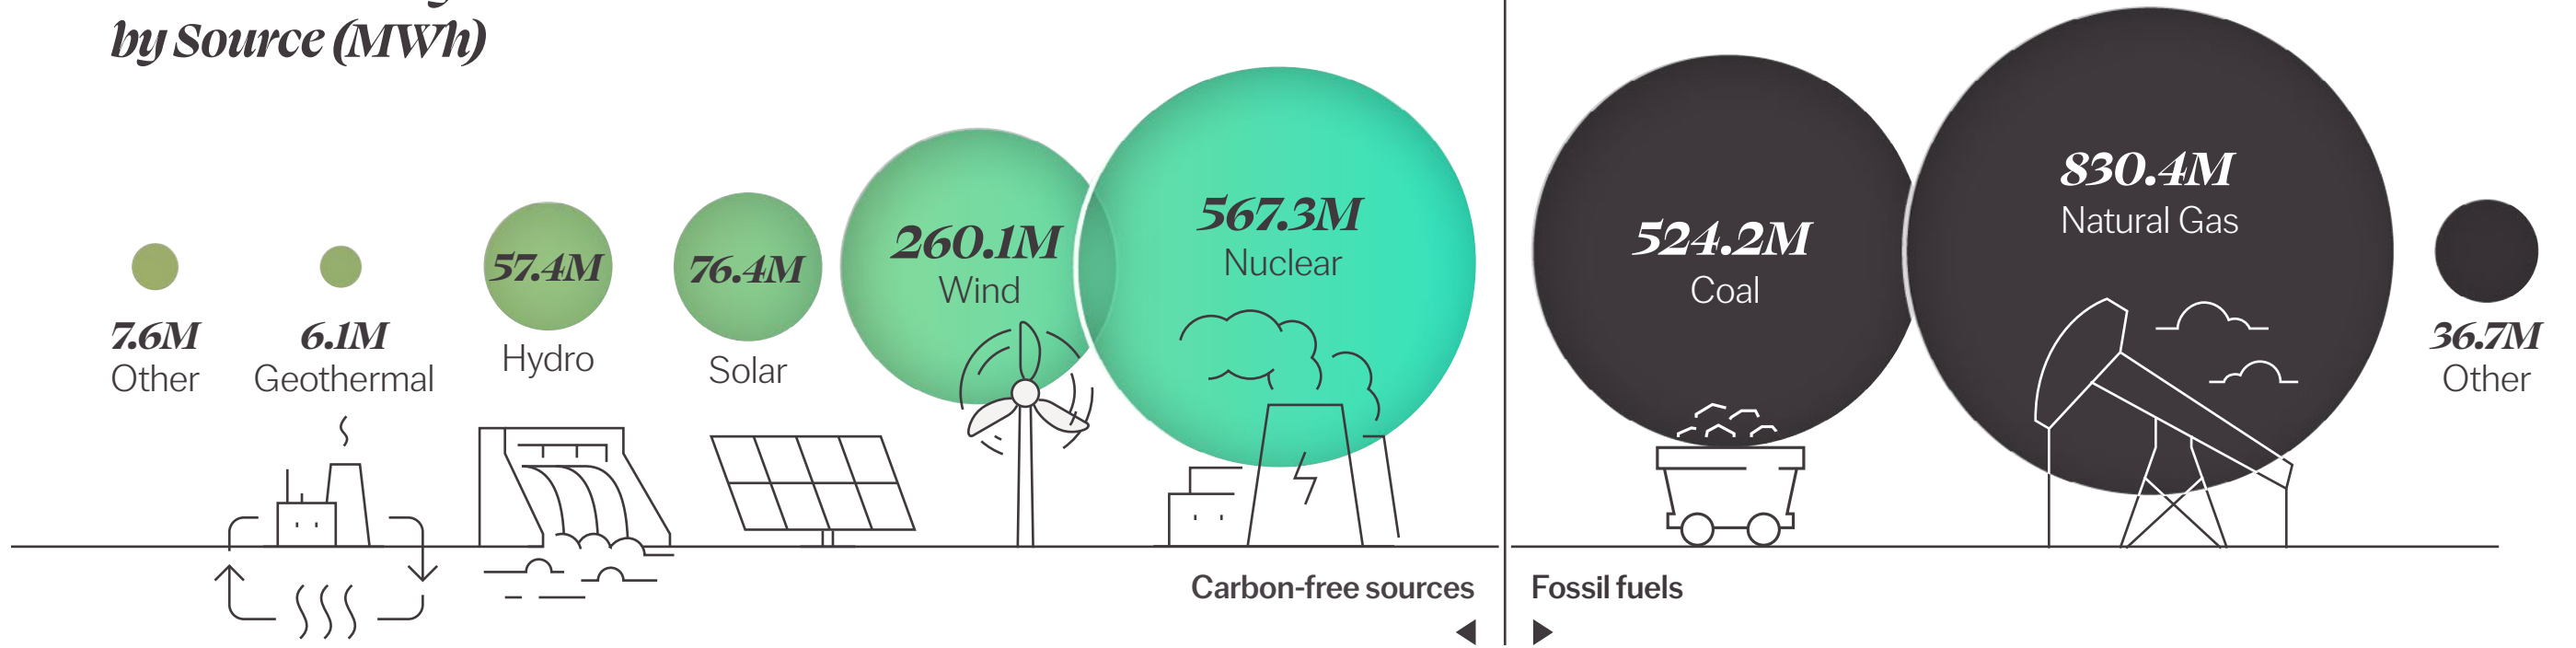 by Source (MWh)
7.6M
Other
6.1M
Geothermal
57.4M
Hydro
76.4M
Solar
260.1M
Wind
567.3M
Nuclear
524.2M
Coal
830.4M
Natural Gas
36.7M
Other
Carbon-free sources
Fossil fuels